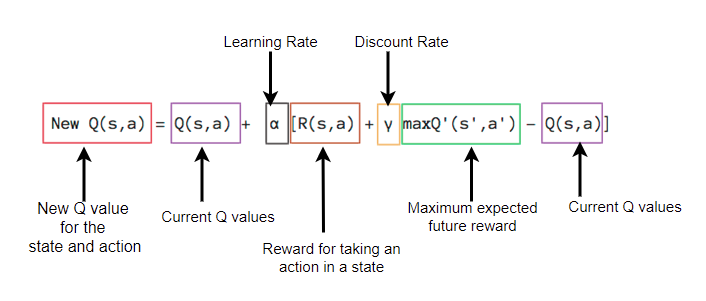 Learning Rate
Discount Rate
New Q(s,a) = Q(s,a) + α [R(s,a) + γ maxQ'(s',a') − Q(s,a)]
New Q value
for the
state and action
Current Q values
Reward for taking an
action in a state
Maximum expected
future reward
Current Q values